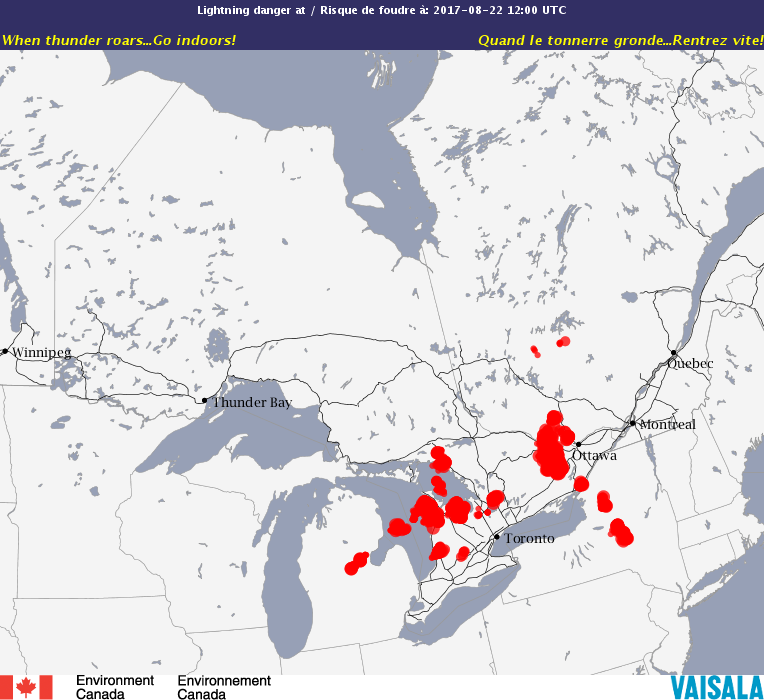 Lightning danger at / Risque de foudre à: 2017-08-22 12:00 UTC
When thunder roars...Go indoors!
Quand le tonnerre gronde...Rentrez vite!
Winnipeg
Quebec
Thunder Bay
Montreal
Ottawa
Toronto
Environment
Canada
Environnement
Canada
VAISALA